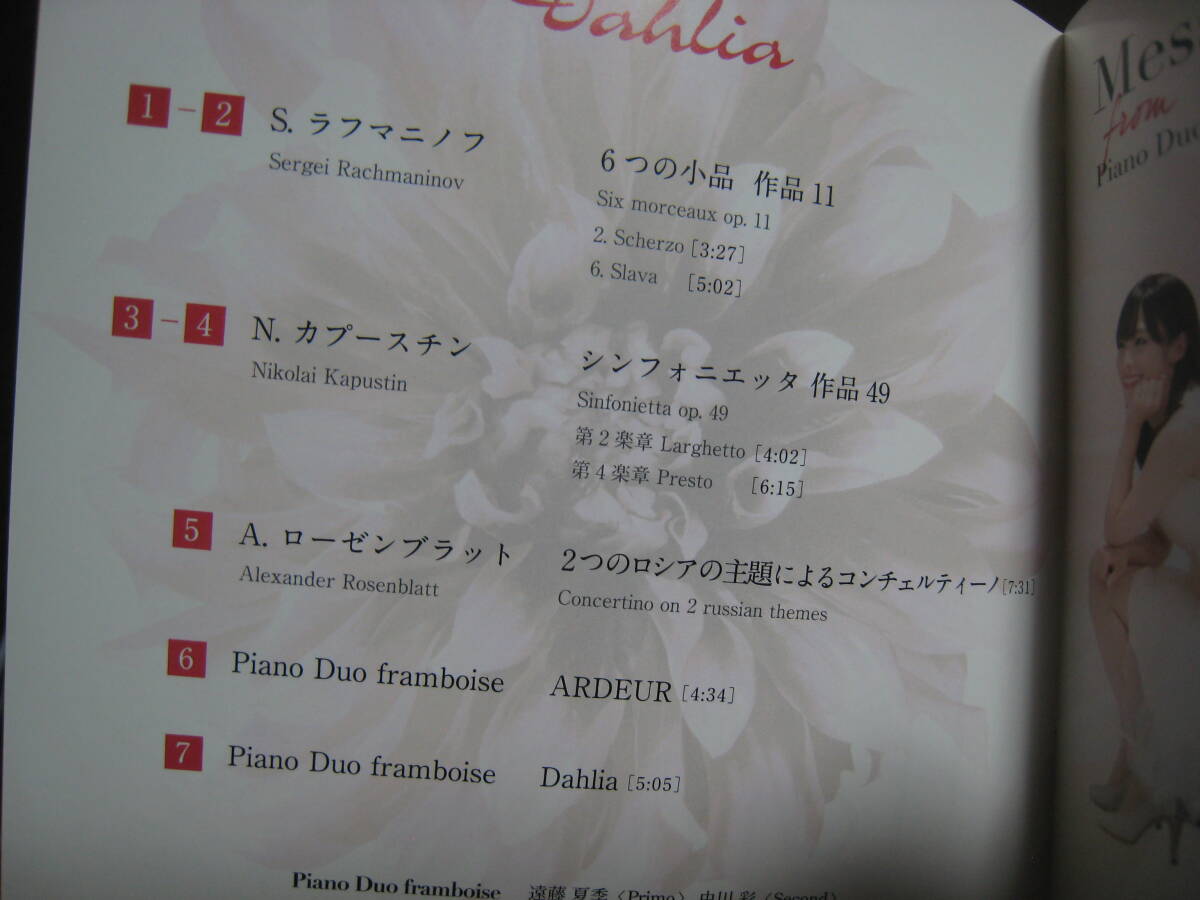 Dahlia
1 - 2 S. ラフマニノフ
Sergei Rachmaninov
6つの小品 作品11
Six morceaux op. 11
2. Scherzo [3:27]
6. Slava [5:02]
3 - 4 N. カプースチン
Nikolai Kapustin
シンフォニエッタ 作品49
Sinfonietta op. 49
第2楽章 Larghetto [4:02]
第4楽章 Presto [6:15]
5 A. ローゼンブラット
Alexander Rosenblatt
2つのロシアの主題によるコンチェルティーノ[7:31]
Concertino on 2 russian themes
6 Piano Duo framboise ARDEUR [4:34]
7 Piano Duo framboise Dahlia [5:05]
Piano Duo framboise 遠藤 夏季〈Primo〉 中川 彩〈Second〉
Mes
from
Piano Duo